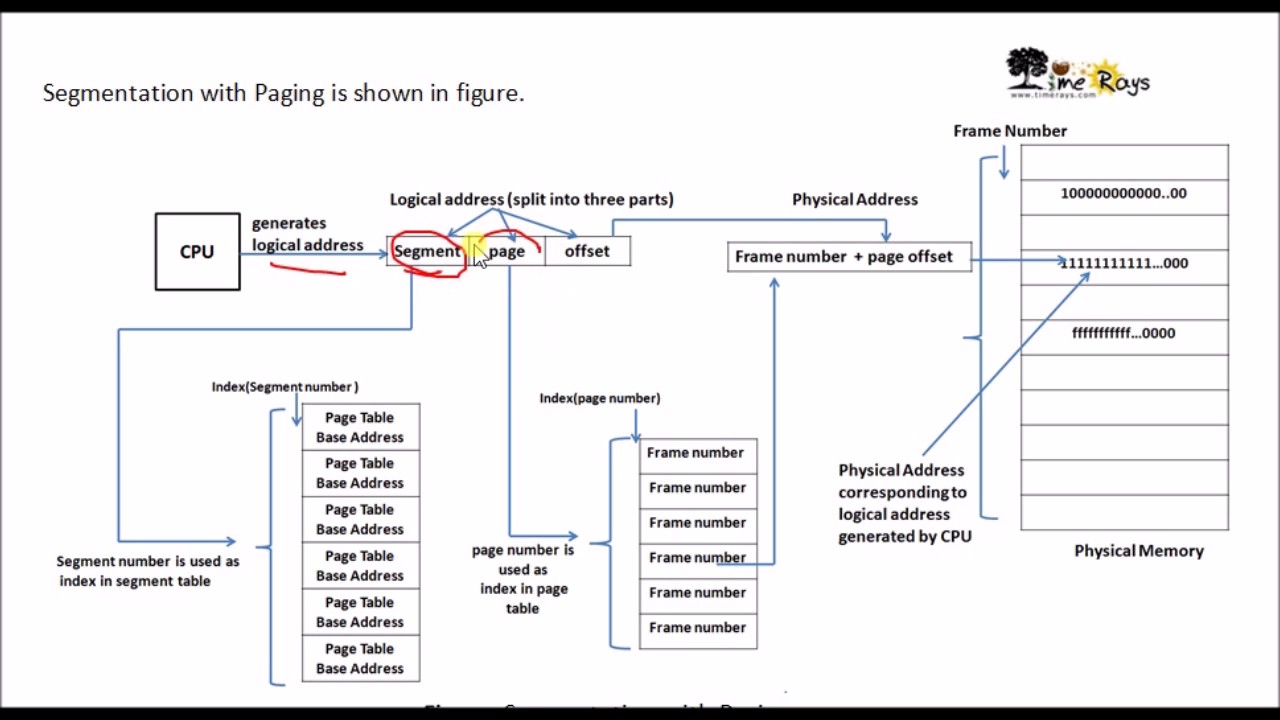 Segmentation with Paging is shown in figure.
Time Rays
www.timerays.com
Frame Number
Logical address (split into three parts)
Physical Address
generates
logical address
CPU
Segment
page
offset
Frame number + page offset
100000000000..00
11111111111...000
fffffffffff...0000
Index(Segment number )
Index(page number)
Page Table
Base Address
Page Table
Base Address
Page Table
Base Address
Page Table
Base Address
Page Table
Base Address
Page Table
Base Address
Frame number
Frame number
Frame number
Frame number
Frame number
Frame number
Segment number is used as
index in segment table
page number is
used as
index in page
table
Physical Address
corresponding to
logical address
generated by CPU
Physical Memory